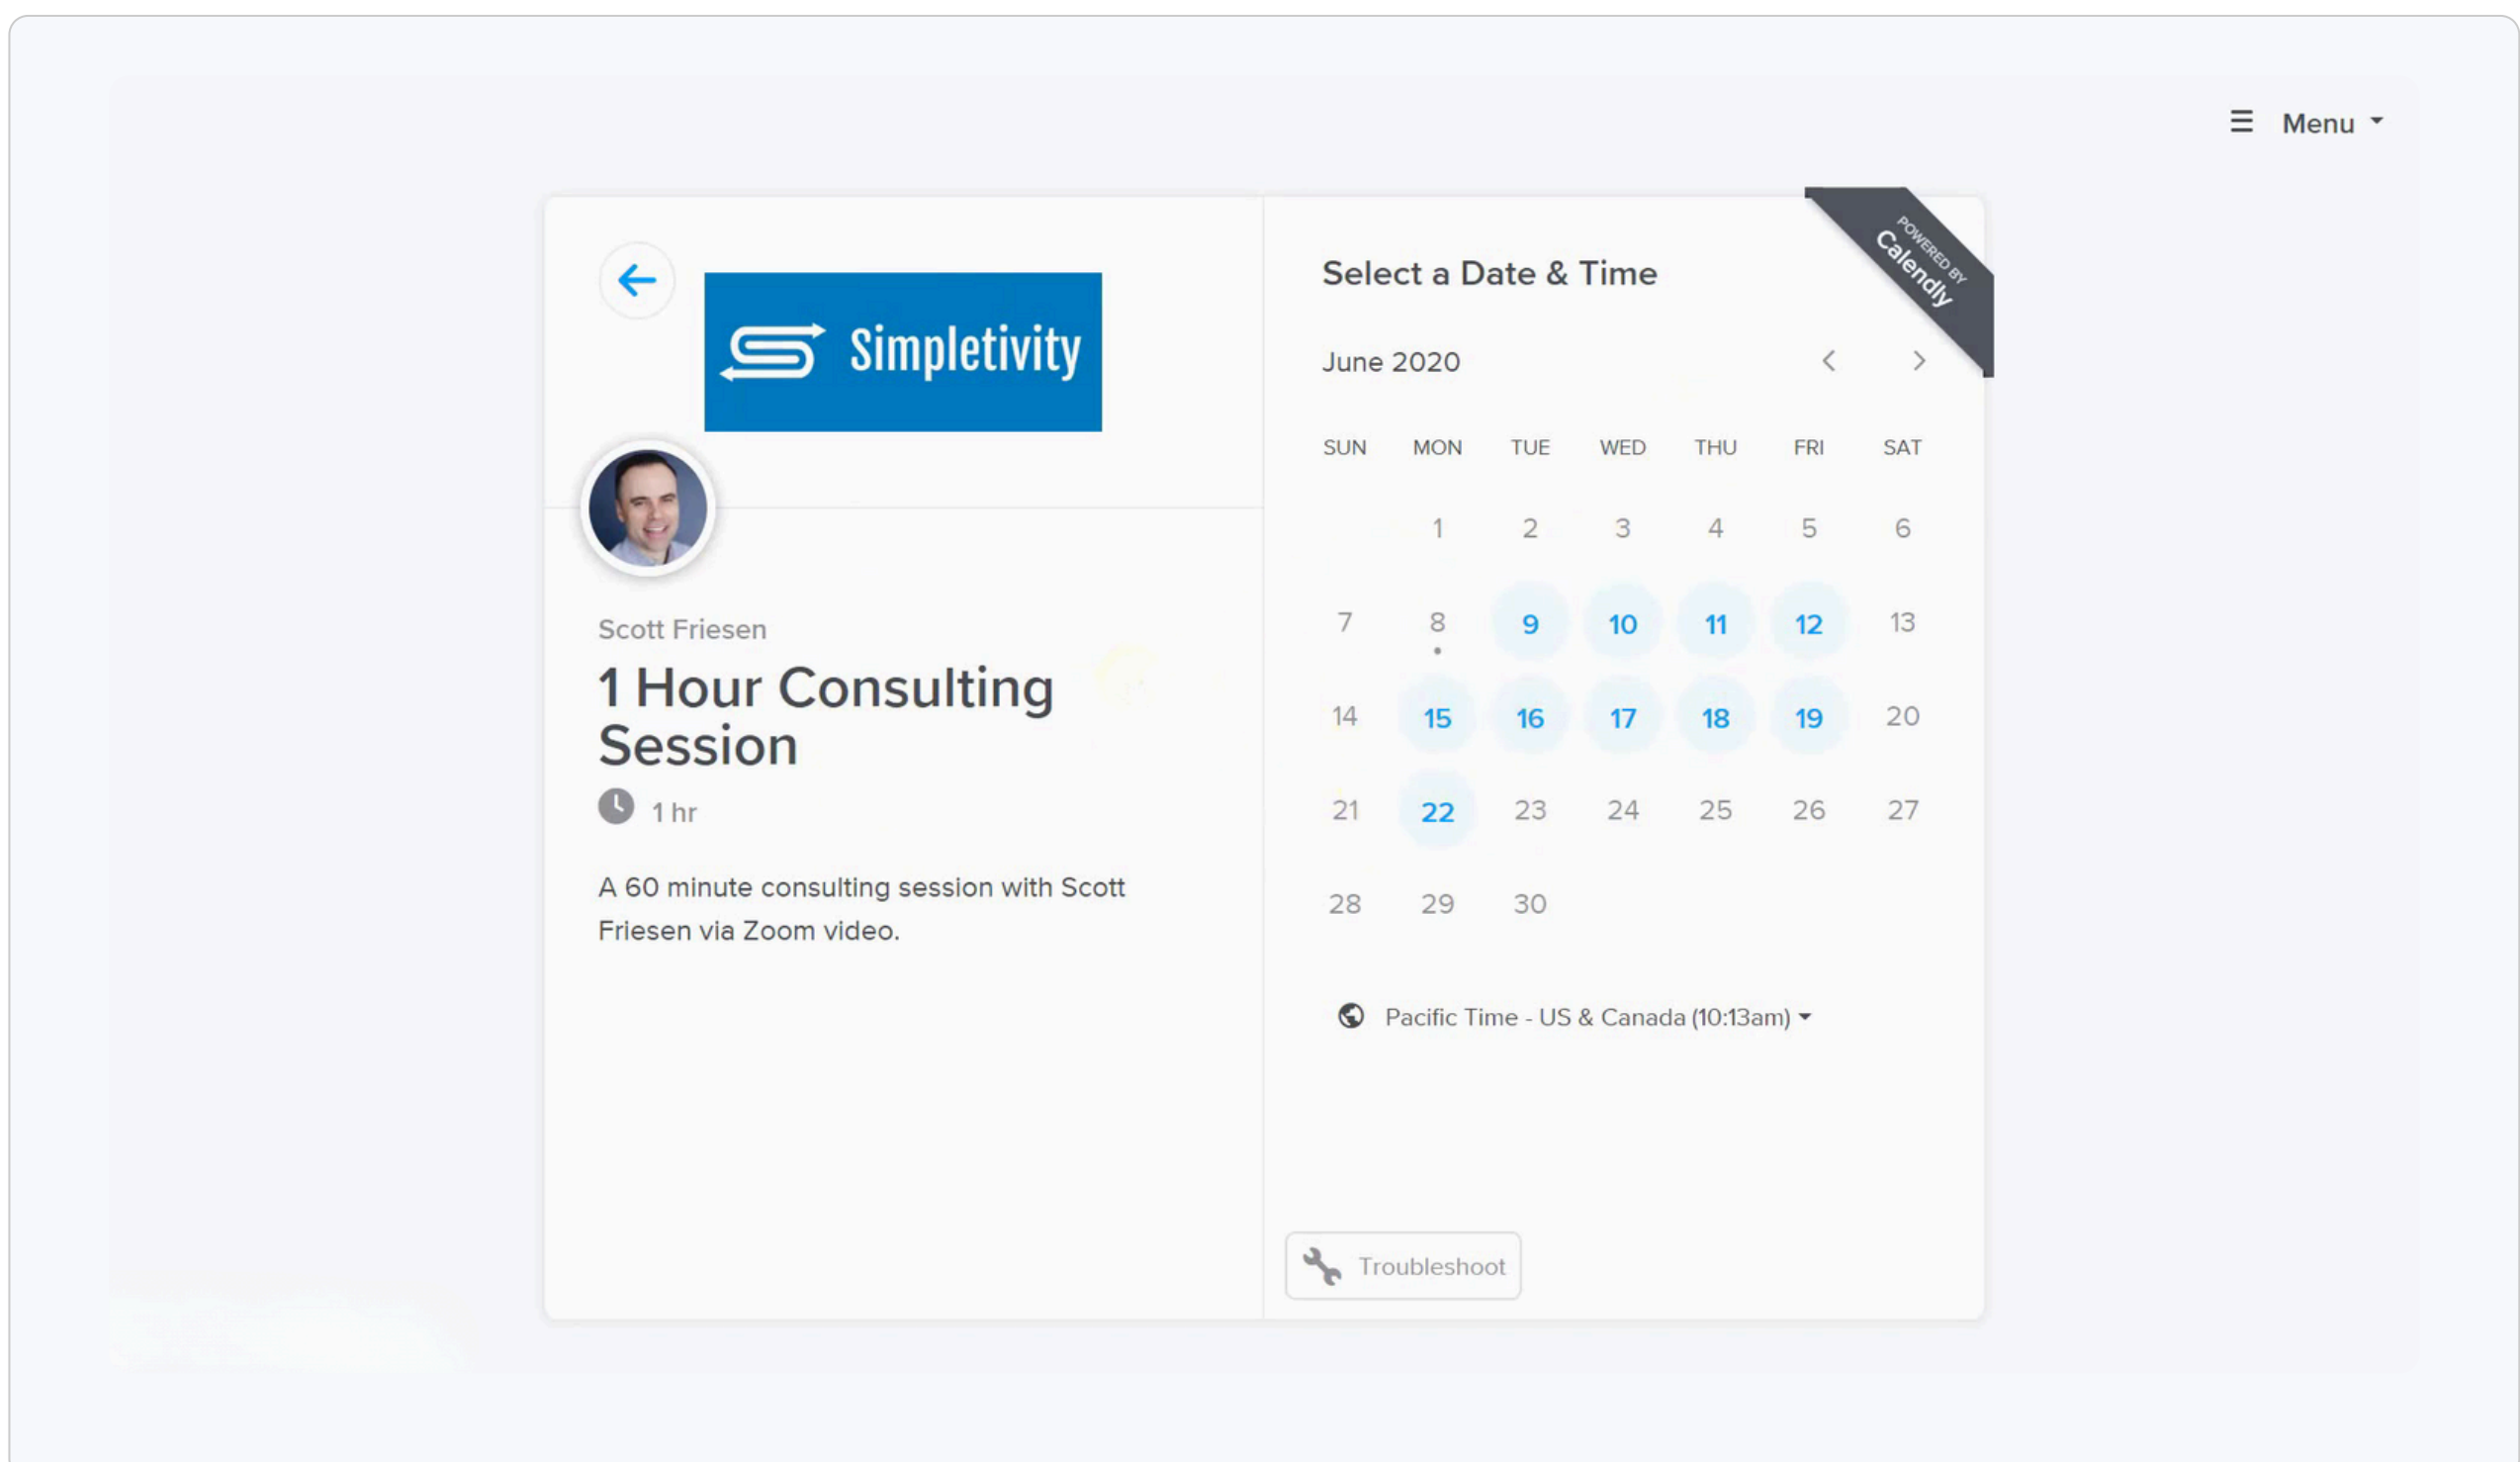 Menu
POWERED BY
Calendly
Simpletivity
Scott Friesen
1 Hour Consulting
Session
1 hr
A 60 minute consulting session with Scott
Friesen via Zoom video.
Select a Date & Time
June 2020
SUN MON TUE WED THU FRI SAT
1 2 3 4 5 6
7 8 9 10 11 12 13
14 15 16 17 18 19 20
21 22 23 24 25 26 27
28 29 30
Pacific Time - US & Canada (10:13am)
Troubleshoot